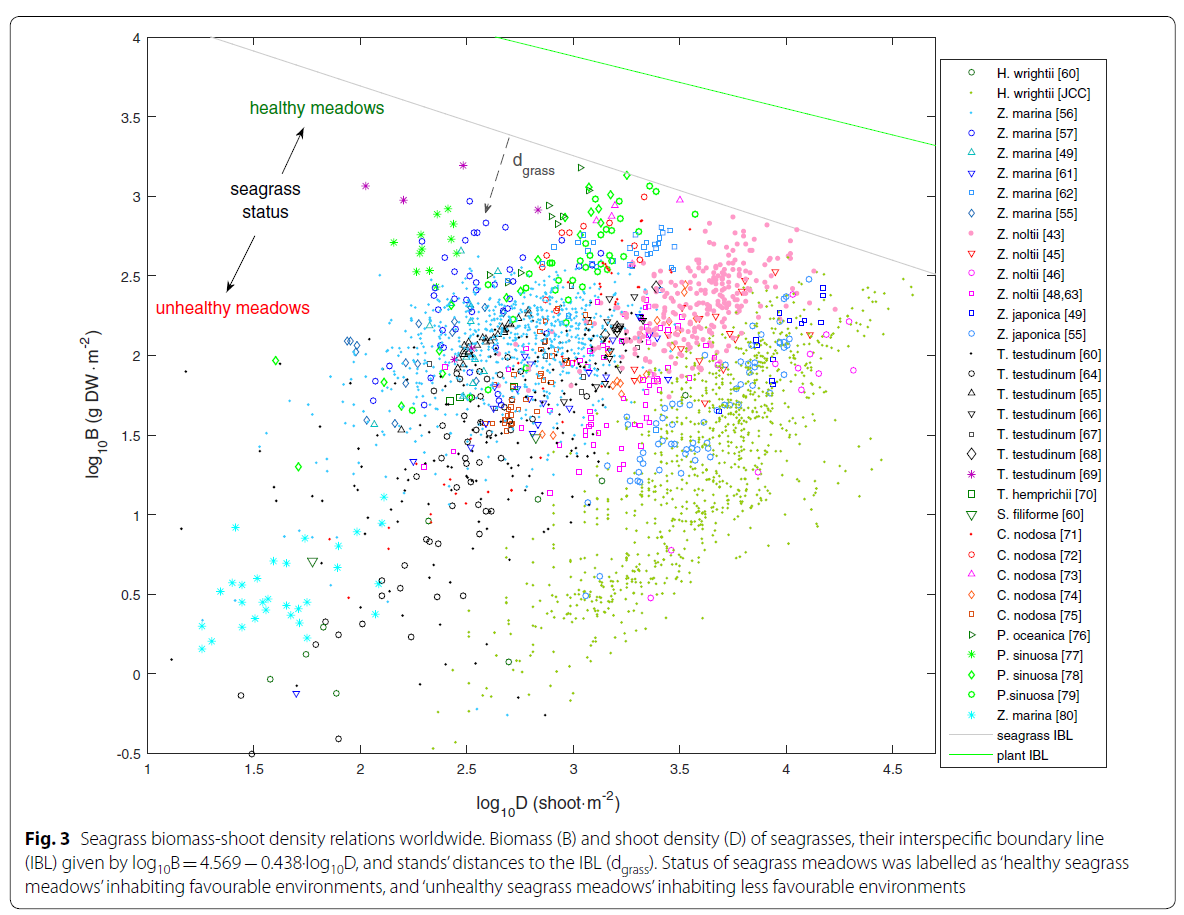 4
3.5
3
2.5
2
1.5
1
0.5
0
-0.5
1
1.5
2
2.5
3
3.5
4
4.5
log10B (g DW·m-2)
log10D (shoot·m-2)
healthy meadows
seagrass
status
unhealthy meadows
dgrass
H. wrightii [60]
H. wrightii [JCC]
Z. marina [56]
Z. marina [57]
Z. marina [49]
Z. marina [61]
Z. marina [62]
Z. marina [55]
Z. noltii [43]
Z. noltii [45]
Z. noltii [46]
Z. noltii [48,63]
Z. japonica [49]
Z. japonica [55]
T. testudinum [60]
T. testudinum [64]
T. testudinum [65]
T. testudinum [66]
T. testudinum [67]
T. testudinum [68]
T. testudinum [69]
T. hemprichii [70]
S. filiforme [60]
C. nodosa [71]
C. nodosa [72]
C. nodosa [73]
C. nodosa [74]
C. nodosa [75]
P. oceanica [76]
P. sinuosa [77]
P. sinuosa [78]
P.sinuosa [79]
Z. marina [80]
seagrass IBL
plant IBL
Fig. 3 Seagrass biomass-shoot density relations worldwide. Biomass (B) and shoot density (D) of seagrasses, their interspecific boundary line
(IBL) given by log10B = 4.569 − 0.438·log10D, and stands’ distances to the IBL (dgrass). Status of seagrass meadows was labelled as ‘healthy seagrass
meadows’ inhabiting favourable environments, and ‘unhealthy seagrass meadows’ inhabiting less favourable environments